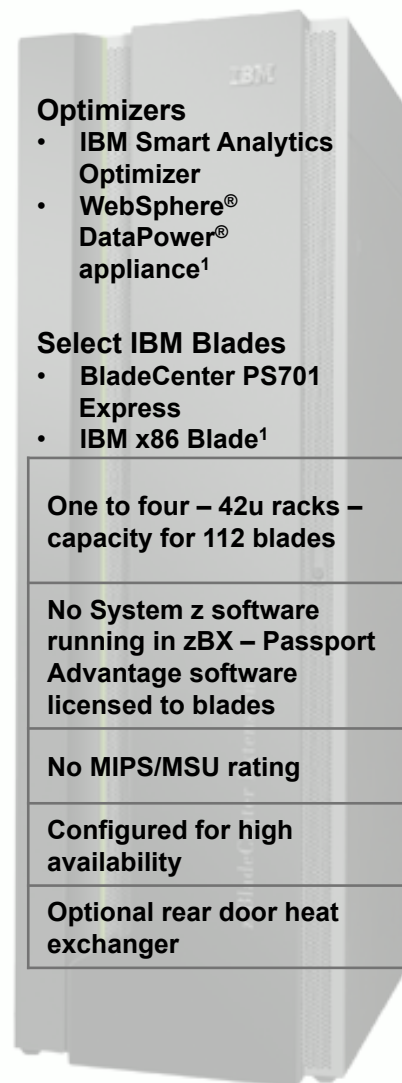 IBM
Optimizers
• IBM Smart Analytics
Optimizer
• WebSphere®
DataPower®
appliance¹
Select IBM Blades
• BladeCenter PS701
Express
• IBM x86 Blade¹
One to four – 42u racks –
capacity for 112 blades
No System z software
running in zBX – Passport
Advantage software
licensed to blades
No MIPS/MSU rating
Configured for high
availability
Optional rear door heat
exchanger